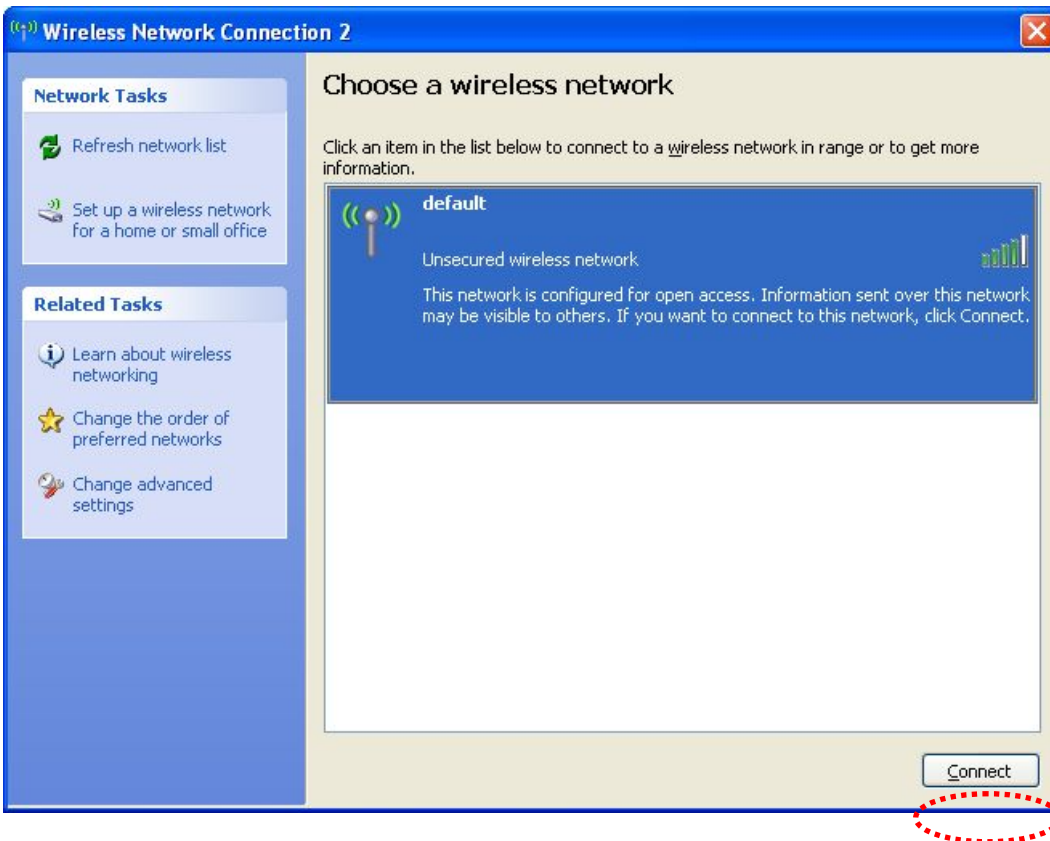 Wireless Network Connection 2
Network Tasks
Refresh network list
Set up a wireless network
for a home or small office
Related Tasks
Learn about wireless
networking
Change the order of
preferred networks
Change advanced
settings
Choose a wireless network
Click an item in the list below to connect to a wireless network in range or to get more
information.
default
Unsecured wireless network
This network is configured for open access. Information sent over this network
may be visible to others. If you want to connect to this network, click Connect.
Connect